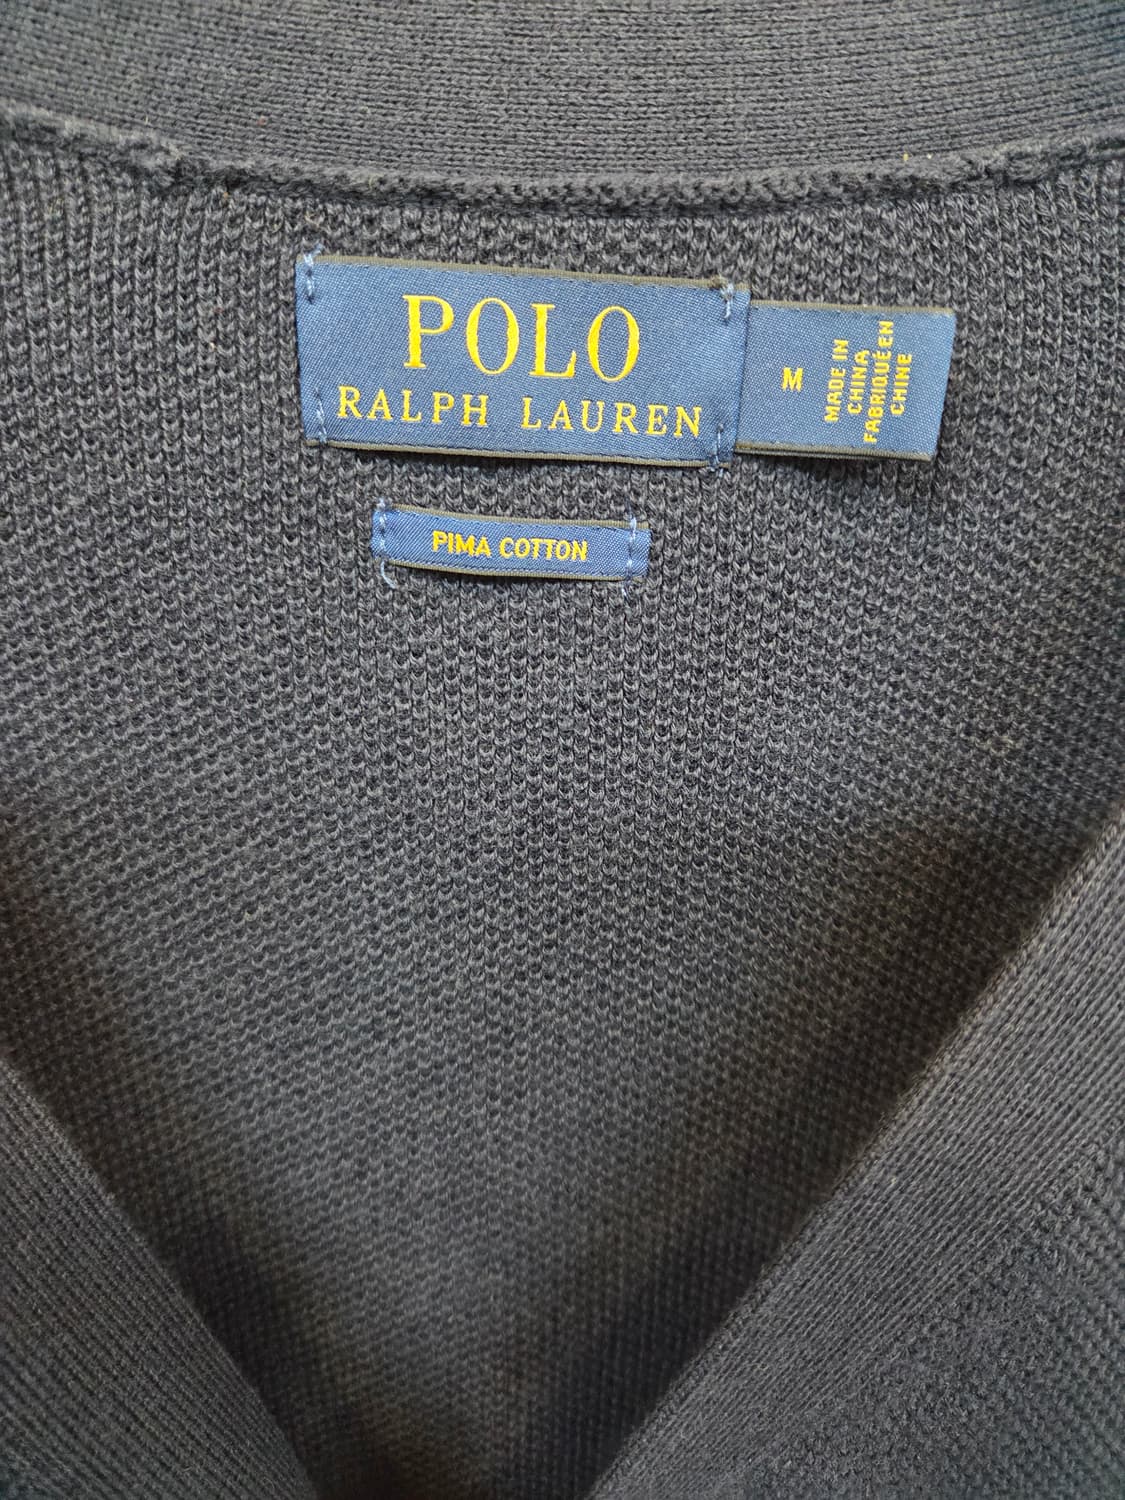 POLO
RALPH LAUREN
M
MADE IN
CHINA
FABRIQUÉ EN
CHINE
PIMA COTTON